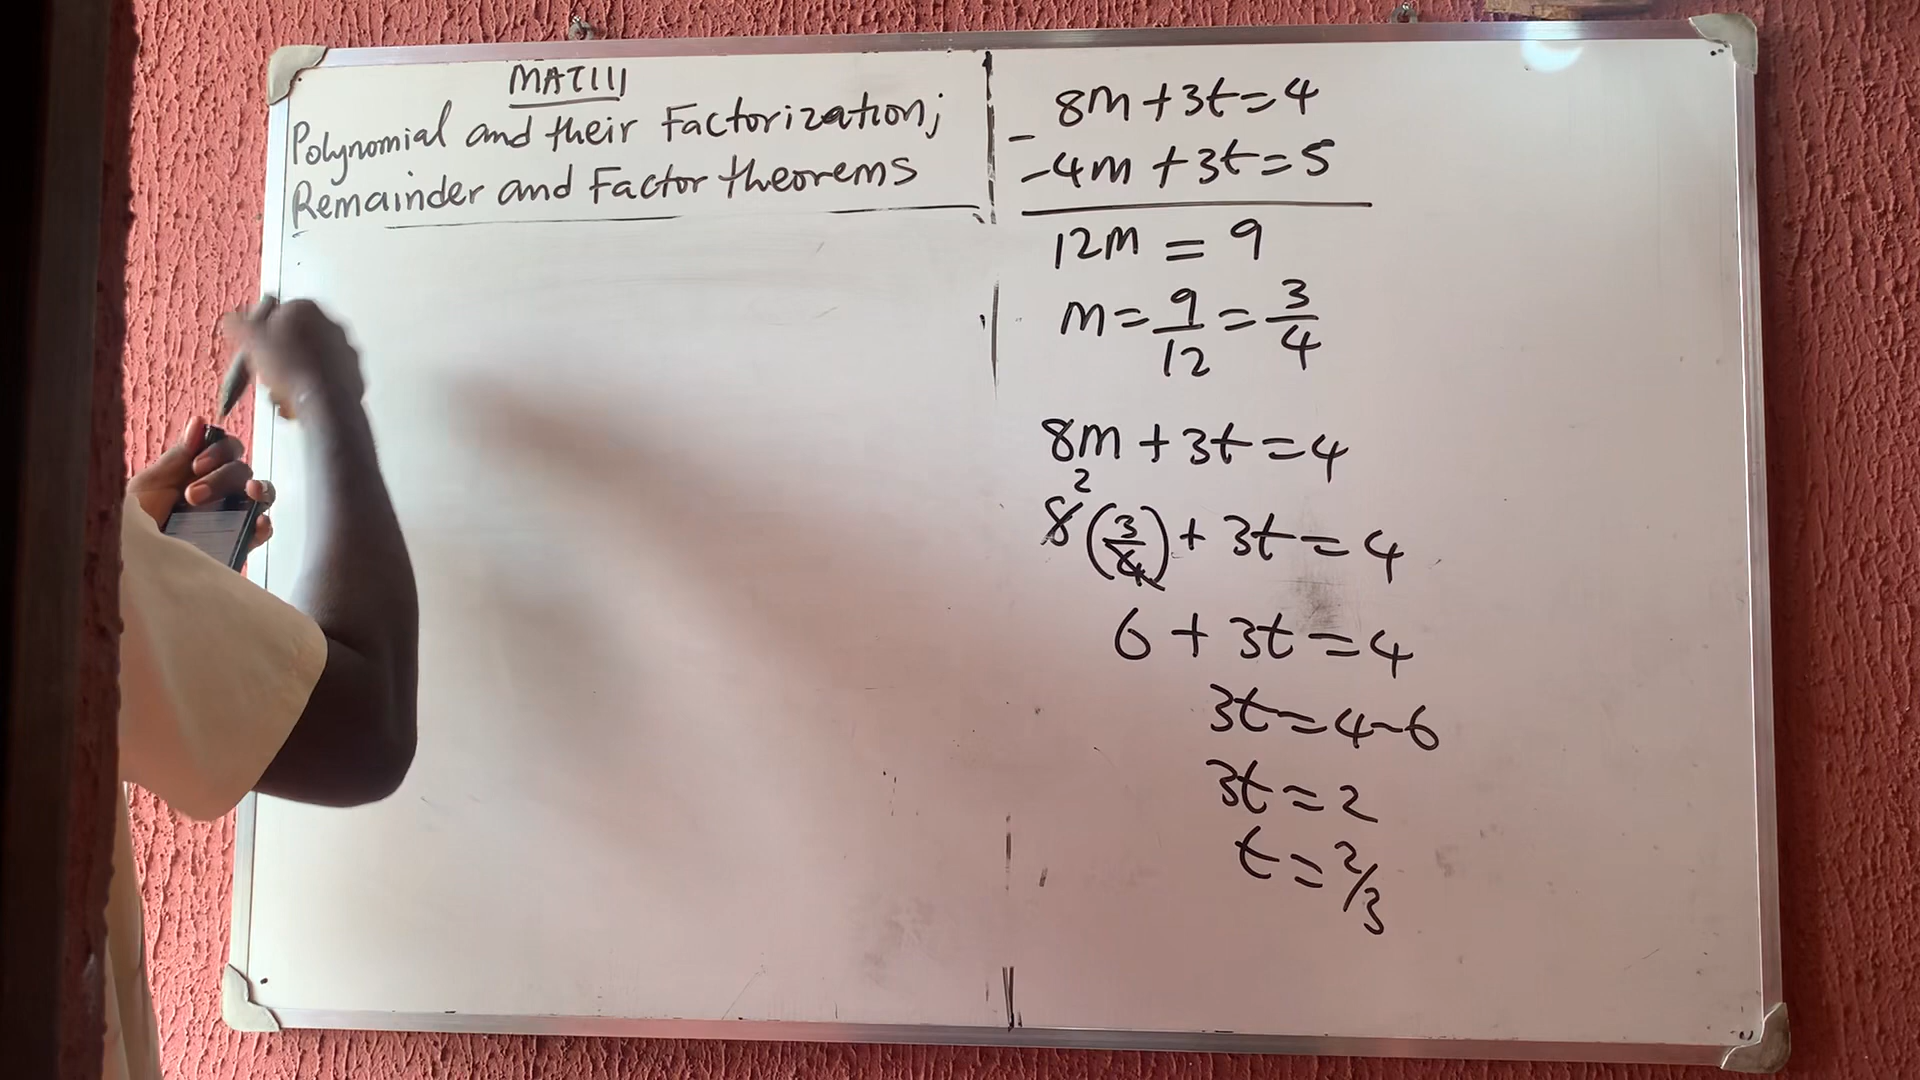 MAT111
Polynomial and their Factorization;
Remainder and Factor theorems
8m + 3t = 4
- -4m + 3t = 5
12m = 9
m = 9/12 = 3/4
8m + 3t = 4
2
8(3/4) + 3t = 4
6 + 3t = 4
3t = 4-6
3t = 2
t = 2/3